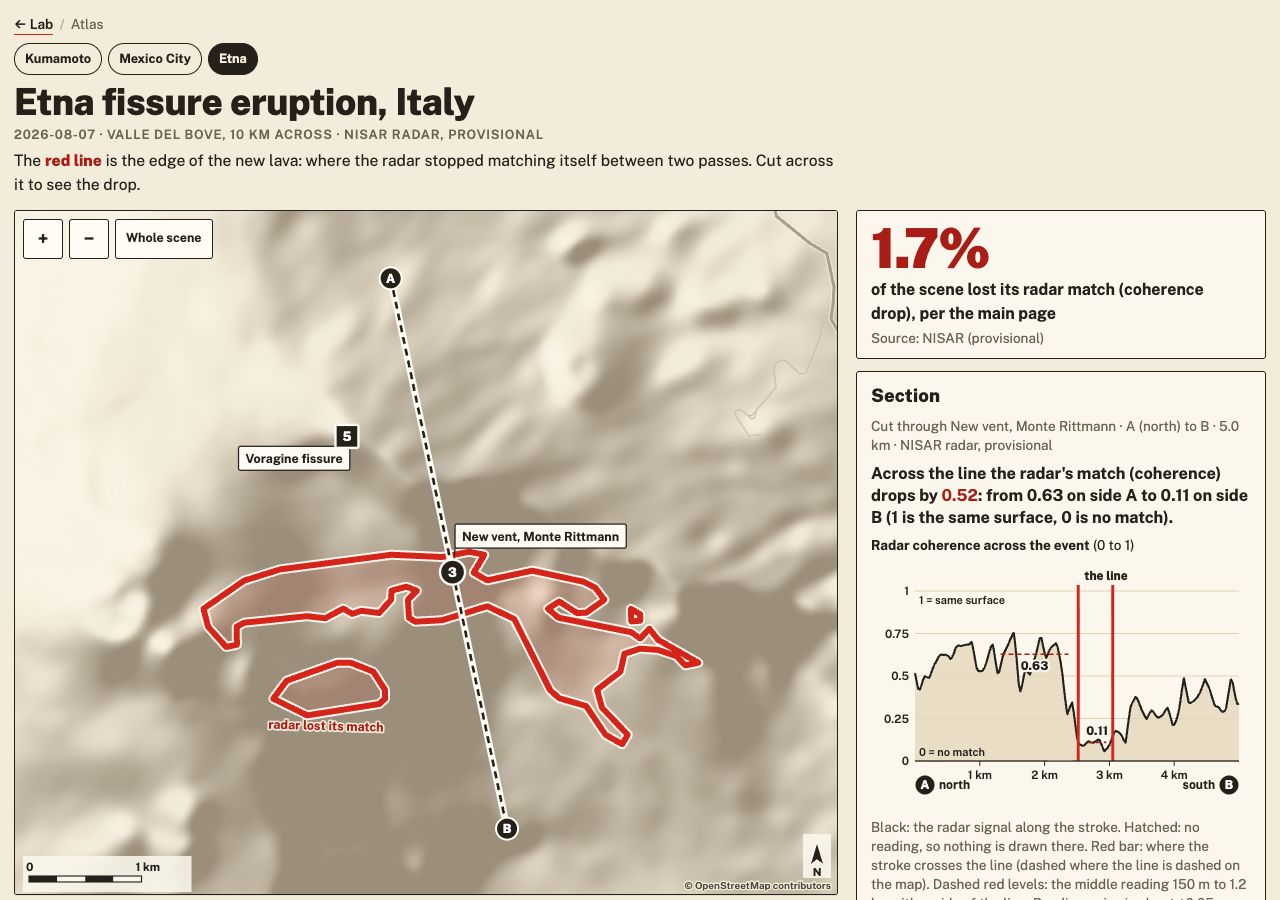 ← Lab / Atlas
Kumamoto Mexico City Etna
Etna fissure eruption, Italy
2026-08-07 · VALLE DEL BOVE, 10 KM ACROSS · NISAR RADAR, PROVISIONAL
The red line is the edge of the new lava: where the radar stopped matching itself between two passes. Cut across
it to see the drop.
+ − Whole scene
A
5
Voragine fissure
New vent, Monte Rittmann
3
radar lost its match
B
0 1 km
N
© OpenStreetMap contributors
1.7%
of the scene lost its radar match (coherence
drop), per the main page
Source: NISAR (provisional)
Section
Cut through New vent, Monte Rittmann · A (north) to B · 5.0
km · NISAR radar, provisional
Across the line the radar's match (coherence)
drops by 0.52: from 0.63 on side A to 0.11 on side
B (1 is the same surface, 0 is no match).
Radar coherence across the event (0 to 1)
the line
1
1 = same surface
0.75
0.63
0.5
0.25
0.11
0 = no match
0
1 km 2 km 3 km 4 km
A north south B
Black: the radar signal along the stroke. Hatched: no
reading, so nothing is drawn there. Red bar: where the
stroke crosses the line (dashed where the line is dashed on
the map). Dashed red levels: the middle reading 150 m to 1.2